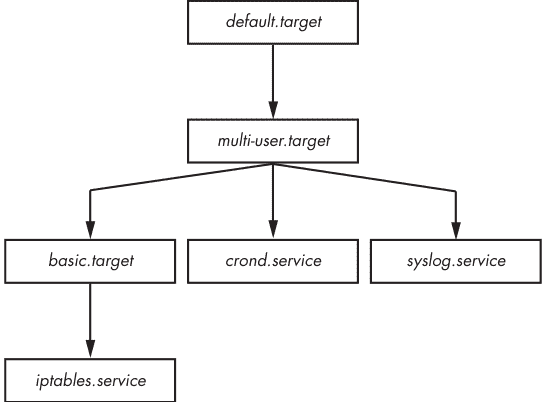 default.target
multi-user.target
basic.target
crond.service
syslog.service
iptables.service